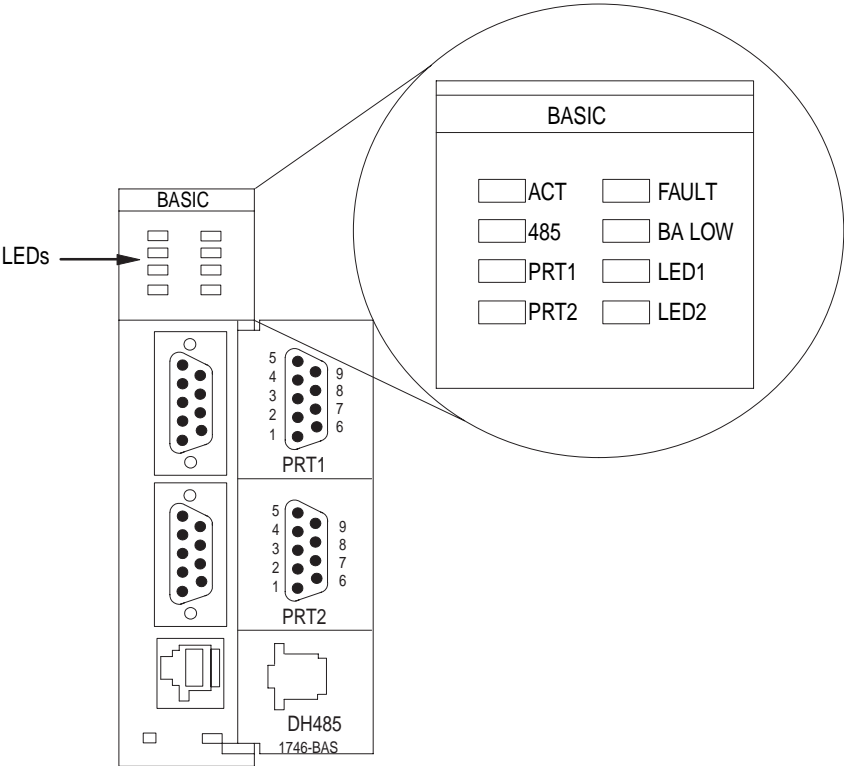 BASIC
ACT FAULT
485 BA LOW
PRT1 LED1
PRT2 LED2
BASIC
LEDs
5
9
4
8
3
7
2
6
1
PRT1
5
9
4
8
3
7
2
6
1
PRT2
DH485
1746-BAS